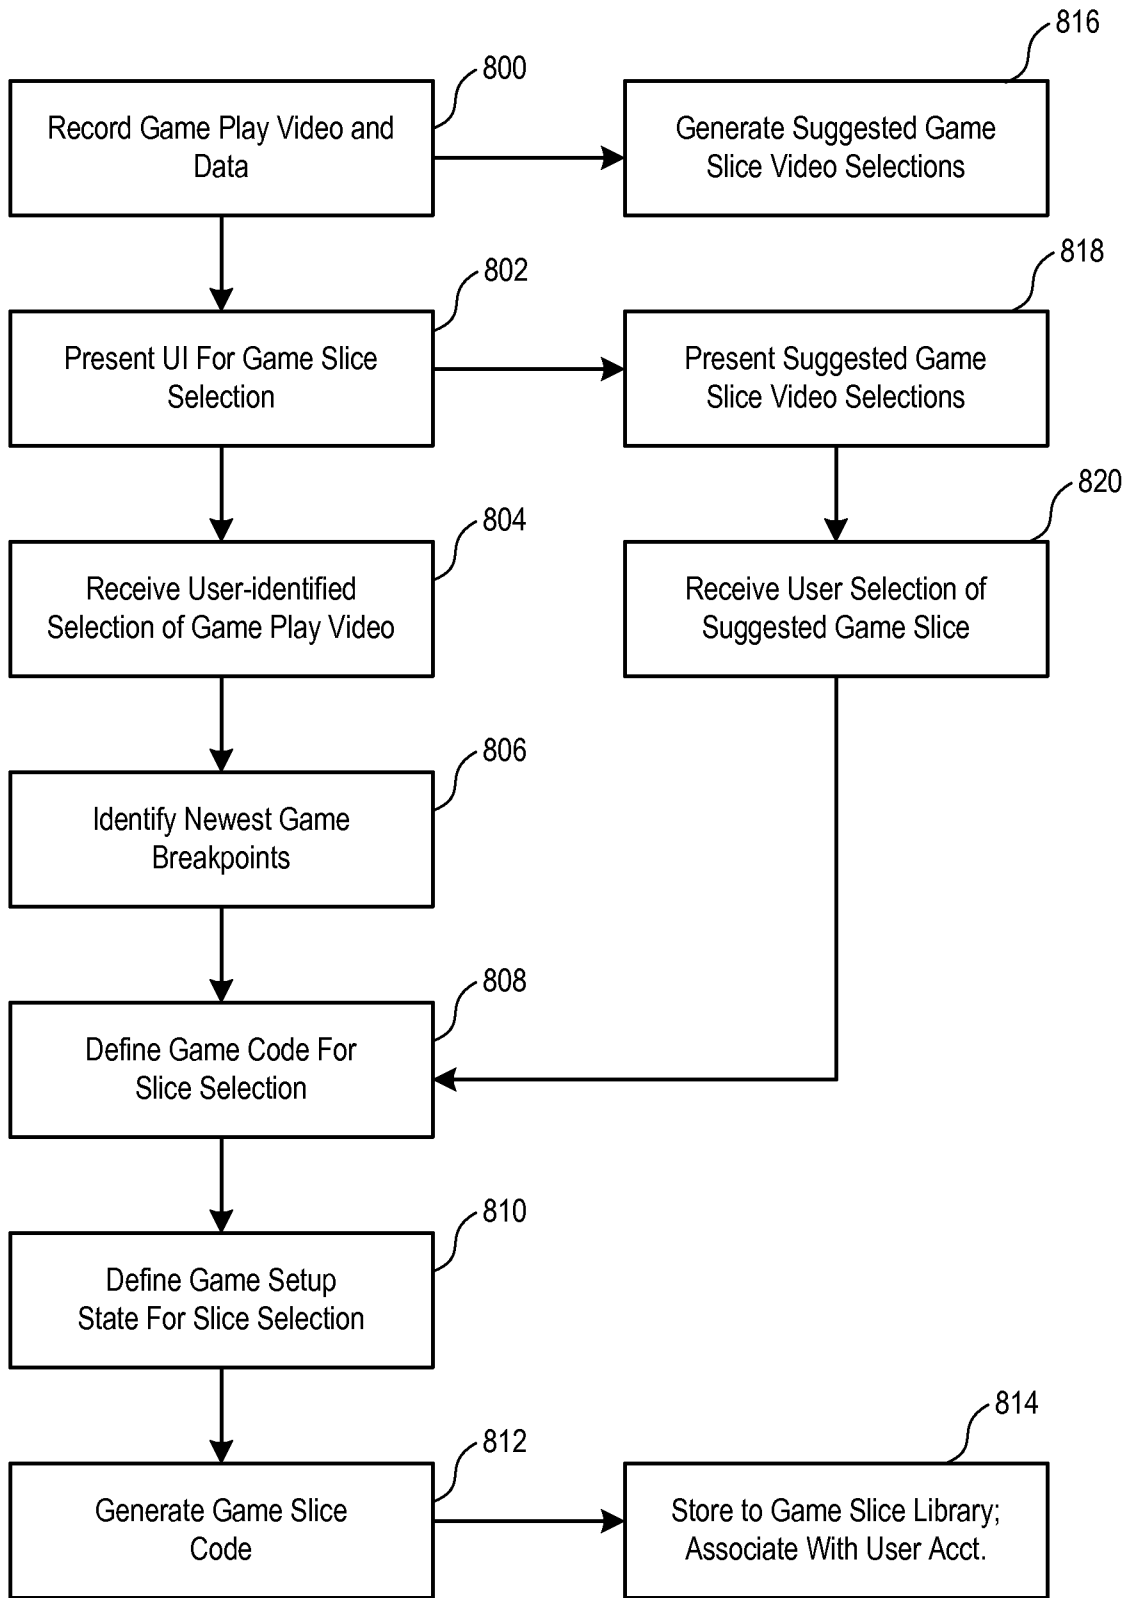 816
800
Record Game Play Video and
Data
Generate Suggested Game
Slice Video Selections
818
802
Present UI For Game Slice
Selection
Present Suggested Game
Slice Video Selections
820
804
Receive User-identified
Selection of Game Play Video
Receive User Selection of
Suggested Game Slice
806
Identify Newest Game
Breakpoints
808
Define Game Code For
Slice Selection
810
Define Game Setup
State For Slice Selection
814
812
Generate Game Slice
Code
Store to Game Slice Library;
Associate With User Acct.